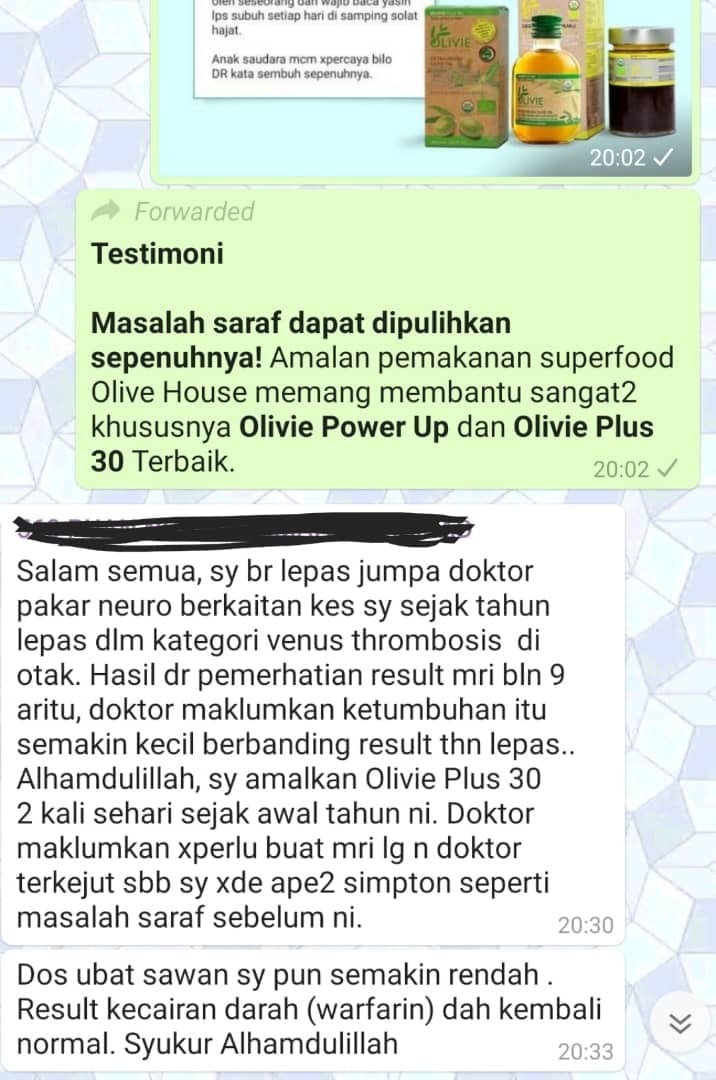 oleh seseorang dan wajib baca yasin
lps subuh setiap hari di samping solat
hajat.
Anak saudara mcm xpercaya bilo
DR kata sembuh sepenuhnya.
OLIVIE
OLIVIE
20:02
Forwarded
Testimoni
Masalah saraf dapat dipulihkan
sepenuhnya! Amalan pemakanan superfood
Olive House memang membantu sangat2
khususnya Olivie Power Up dan Olivie Plus
30 Terbaik.
20:02
Salam semua, sy br lepas jumpa doktor
pakar neuro berkaitan kes sy sejak tahun
lepas dlm kategori venus thrombosis di
otak. Hasil dr pemerhatian result mri bln 9
aritu, doktor maklumkan ketumbuhan itu
semakin kecil berbanding result thn lepas..
Alhamdulillah, sy amalkan Olivie Plus 30
2 kali sehari sejak awal tahun ni. Doktor
maklumkan xperlu buat mri lg n doktor
terkejut sbb sy xde ape2 simpton seperti
masalah saraf sebelum ni.
20:30
Dos ubat sawan sy pun semakin rendah .
Result kecairan darah (warfarin) dah kembali
normal. Syukur Alhamdulillah
20:33